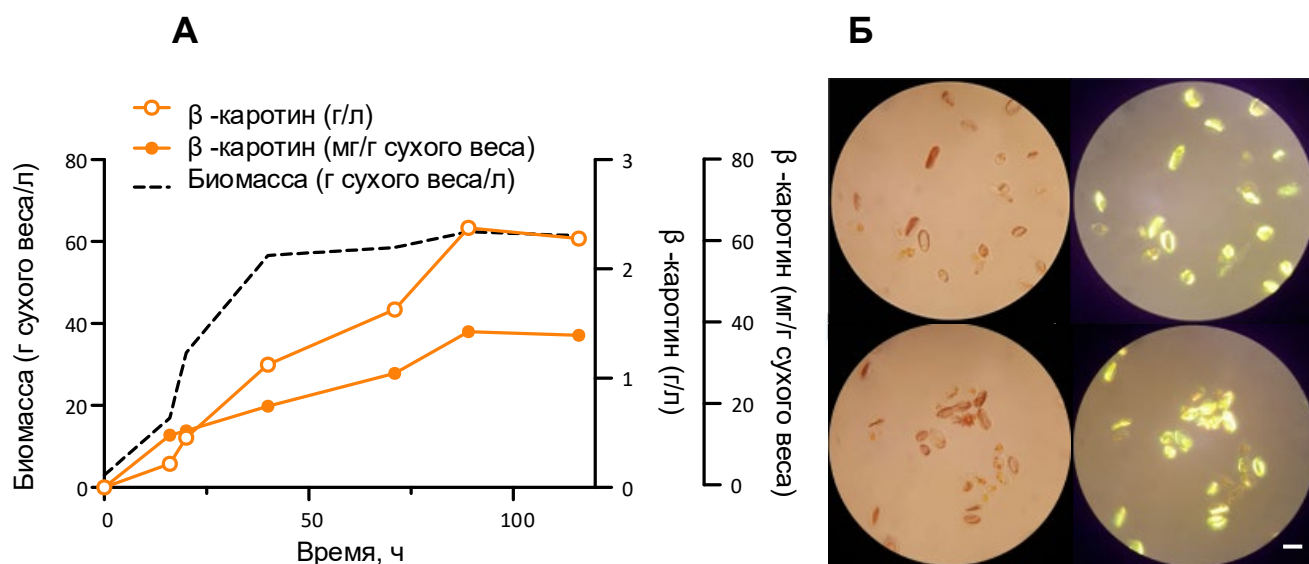 А
Б
β -каротин (г/л)
β -каротин (мг/г сухого веса)
Биомасса (г сухого веса/л)
Биомасса (г сухого веса/л)
80
60
40
20
0
3
2
1
0
β -каротин (г/л)
80
60
40
20
0
β -каротин (мг/г сухого веса)
0
50
100
Время, ч